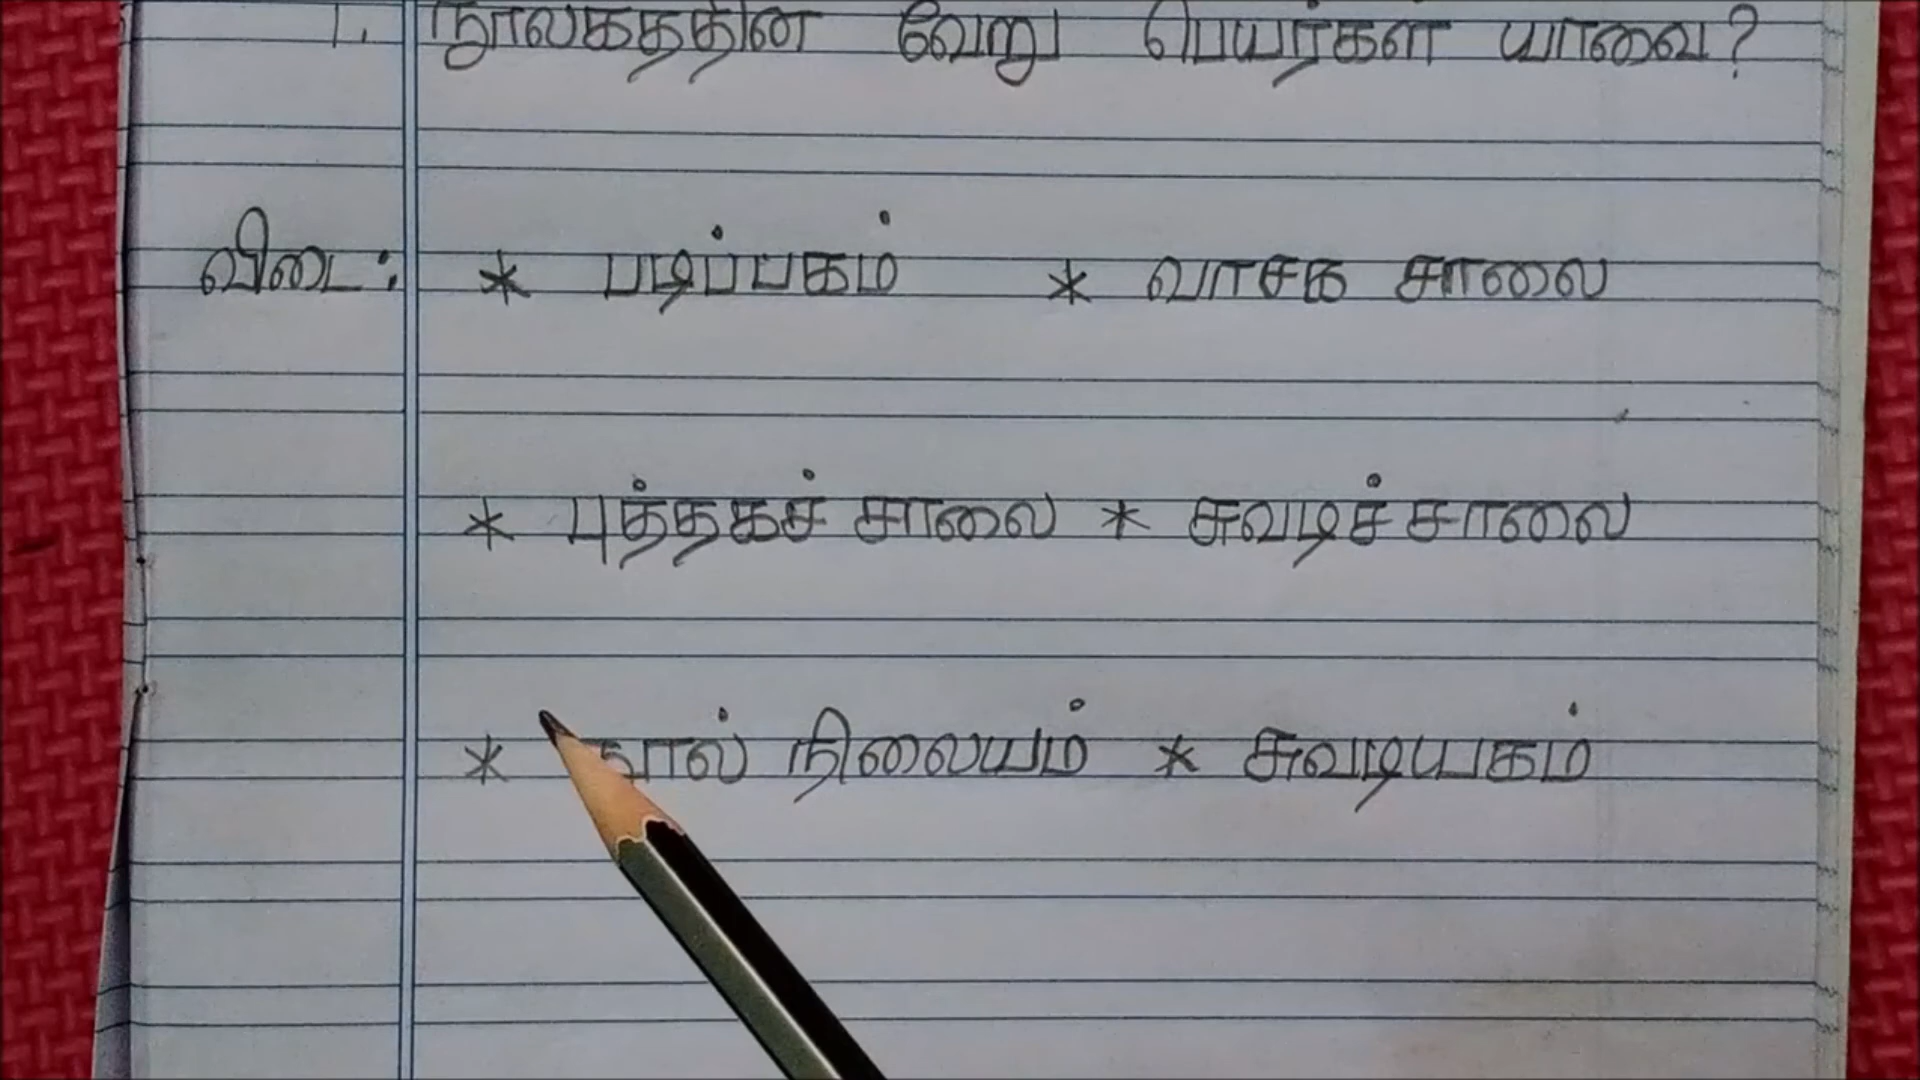 1. நூலகத்தின் வேறு பெயர்கள் யாவை?
விடை: * படிப்பகம் * வாசக சாலை
* புத்தகச் சாலை * சுவடிச் சாலை
* நிலையம் * சுவடியகம்